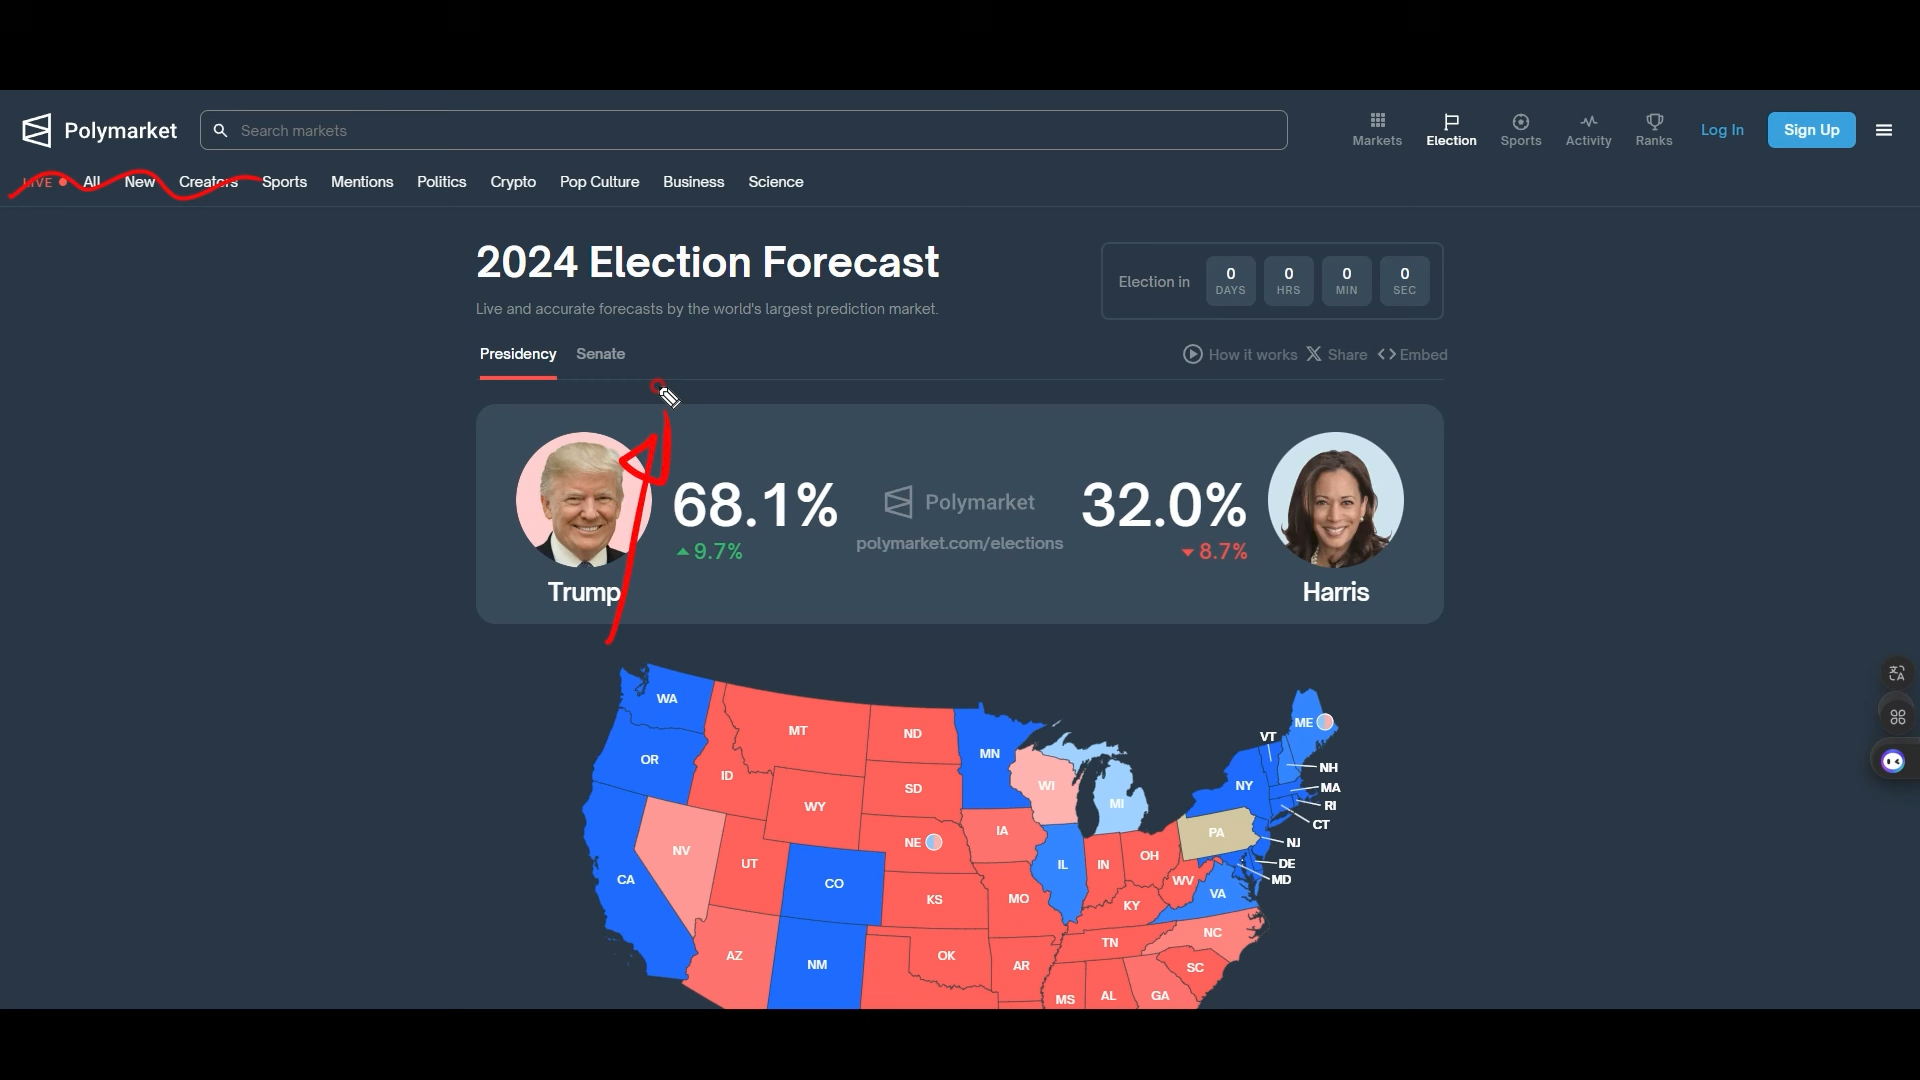 Polymarket
Search markets
Markets
Election
Sports
Activity
Ranks
Log In
Sign Up
LIVE All New Creators Sports Mentions Politics Crypto Pop Culture Business Science
2024 Election Forecast
Live and accurate forecasts by the world's largest prediction market.
Election in
0 0 0 0
DAYS HRS MIN SEC
Presidency Senate
How it works Share Embed
68.1%
9.7%
Trump
Polymarket
polymarket.com/elections
32.0%
8.7%
Harris
WA
MT
ND
MN
ME
VT
OR
ID
SD
WI
NH
WY
NY
MA
MI
RI
IA
PA
CT
NE
NV
NJ
UT
OH
IL
IN
DE
CA
CO
WV
MD
KS
MO
VA
KY
NC
TN
AZ
NM
OK
AR
SC
MS
AL
GA